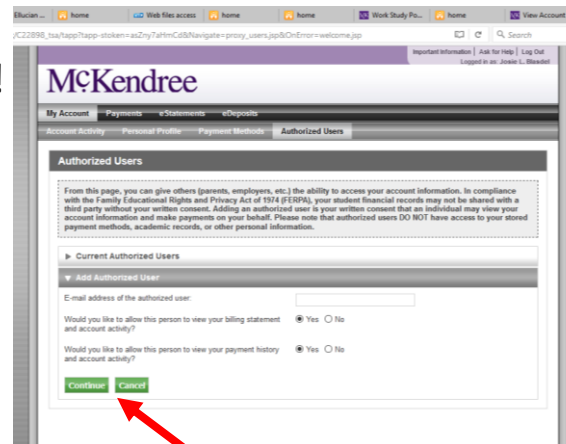 Ellucian ... home Web files access home home Work Study Po... home View Account
/C22898_tsa/tapp?tapp-stoken=asZny7aHmCd&Navigate=proxy_users.jsp&OnError=welcome.jsp Search
Important Information | Ask for Help | Log Out
Logged in as: Josie L. Blasdel
!
McKendree
My Account Payments eStatements eDeposits
Account Activity Personal Profile Payment Methods Authorized Users
Authorized Users
From this page, you can give others (parents, employers, etc.) the ability to access your account information. In compliance
with the Family Educational Rights and Privacy Act of 1974 (FERPA), your student financial records may not be shared with a
third party without your written consent. Adding an authorized user is your written consent that an individual may view your
account information and make payments on your behalf. Please note that authorized users DO NOT have access to your stored
payment methods, academic records, or other personal information.
Current Authorized Users
Add Authorized User
E-mail address of the authorized user:
Would you like to allow this person to view your billing statement Yes No
and account activity?
Would you like to allow this person to view your payment history Yes No
and account activity?
Continue Cancel